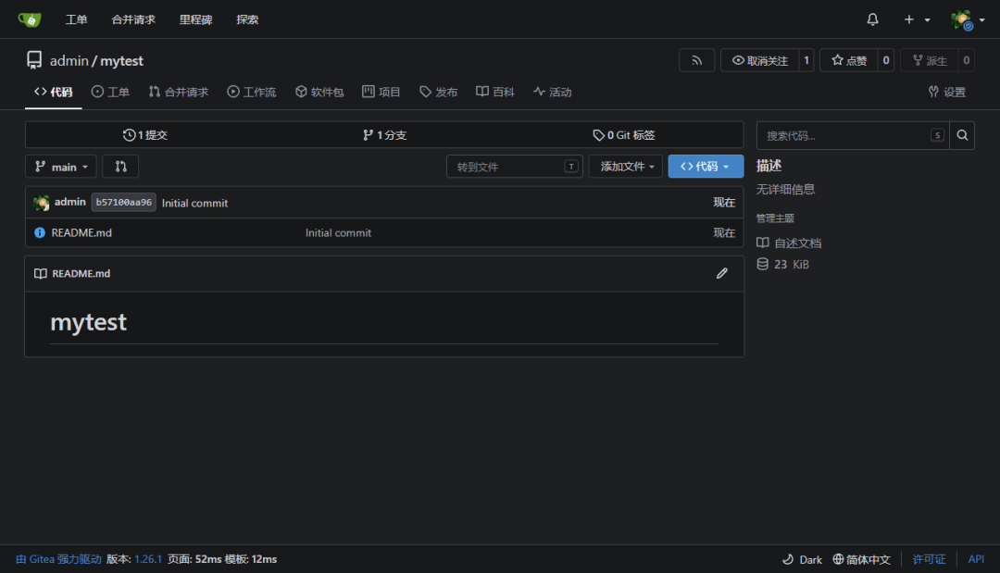 工单 合并请求 里程碑 探索
admin / mytest 取消关注 1 点赞 0 派生 0
代码 工单 合并请求 工作流 软件包 项目 发布 百科 活动 设置
1 提交 1 分支 0 Git 标签 搜索代码... S
main 转到文件 T 添加文件 代码 描述
无详细信息
admin b57100aa96 Initial commit 现在
管理主题
README.md Initial commit 现在
自述文档
23 KiB
README.md
mytest
由 Gitea 强力驱动 版本: 1.26.1 页面: 52ms 模板: 12ms Dark 简体中文 许可证 API